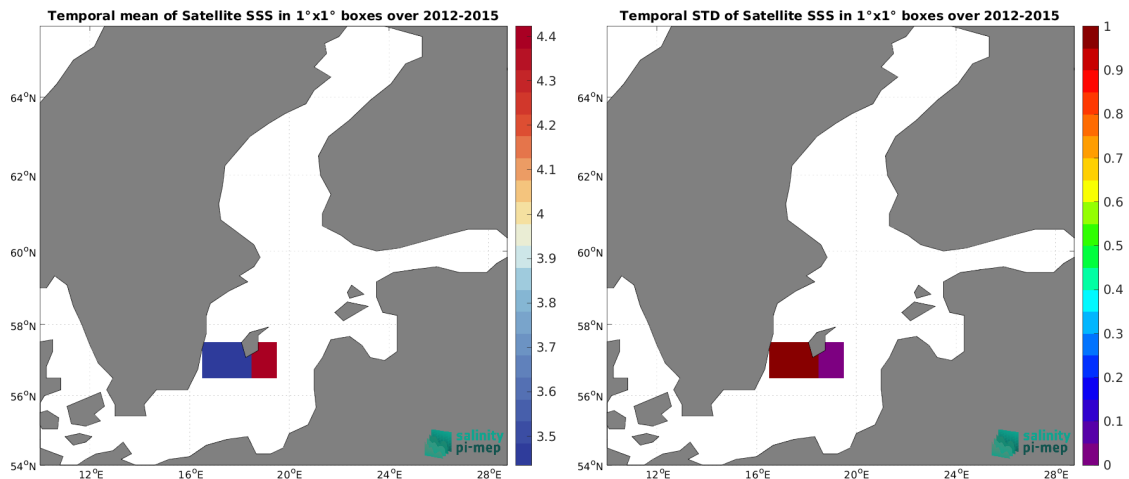 Temporal mean of Satellite SSS in 1°x1° boxes over 2012-2015
64°N
62°N
60°N
58°N
56°N
54°N
12°E
16°E
20°E
24°E
28°E
4.4
4.3
4.2
4.1
4
3.9
3.8
3.7
3.6
3.5
salinity
pi-mep
Temporal STD of Satellite SSS in 1°x1° boxes over 2012-2015
64°N
62°N
60°N
58°N
56°N
54°N
12°E
16°E
20°E
24°E
28°E
1
0.9
0.8
0.7
0.6
0.5
0.4
0.3
0.2
0.1
0
salinity
pi-mep